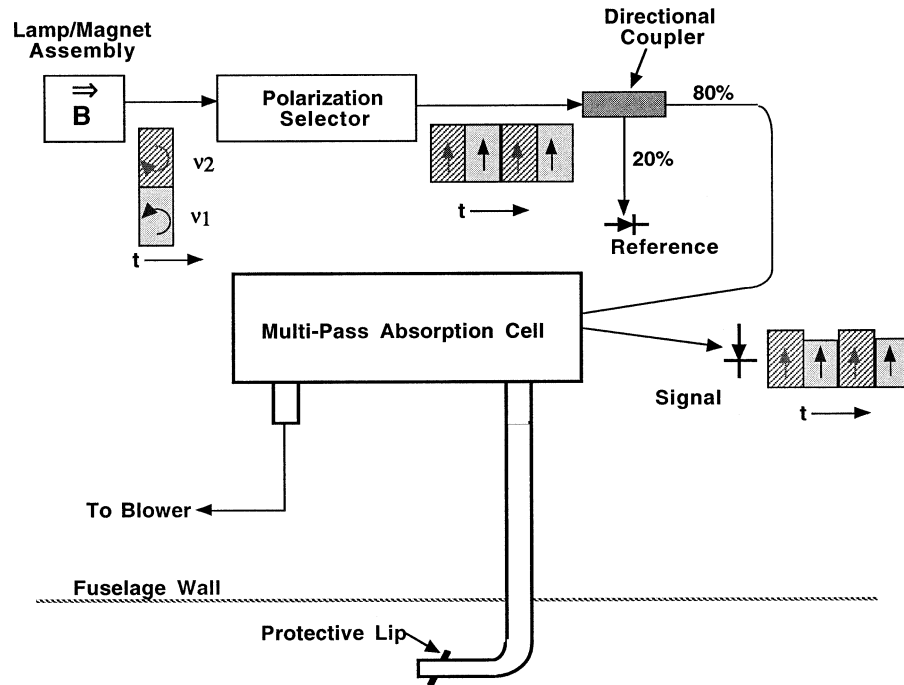 Lamp/Magnet
Assembly
⇒
B
Polarization
Selector
Directional
Coupler
80%
20%
ν2
ν1
t
t
Reference
Multi-Pass Absorption Cell
Signal
t
To Blower
Fuselage Wall
Protective Lip